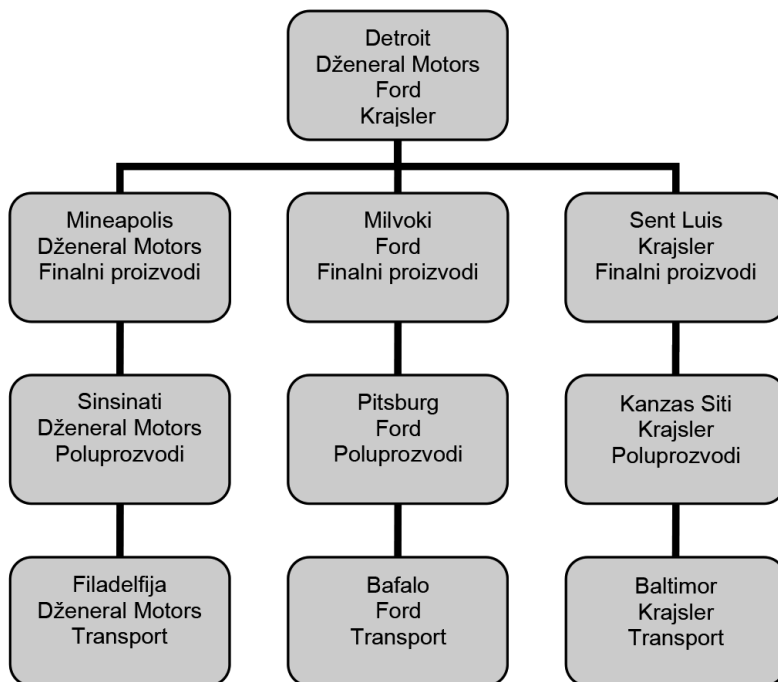 Detroit
Dženeral Motors
Ford
Krajsler
Mineapolis
Dženeral Motors
Finalni proizvodi
Milvoki
Ford
Finalni proizvodi
Sent Luis
Krajsler
Finalni proizvodi
Sinsinati
Dženeral Motors
Poluprozvodi
Pitsburg
Ford
Poluprozvodi
Kanzas Siti
Krajsler
Poluprozvodi
Filadelfija
Dženeral Motors
Transport
Bafalo
Ford
Transport
Baltimor
Krajsler
Transport